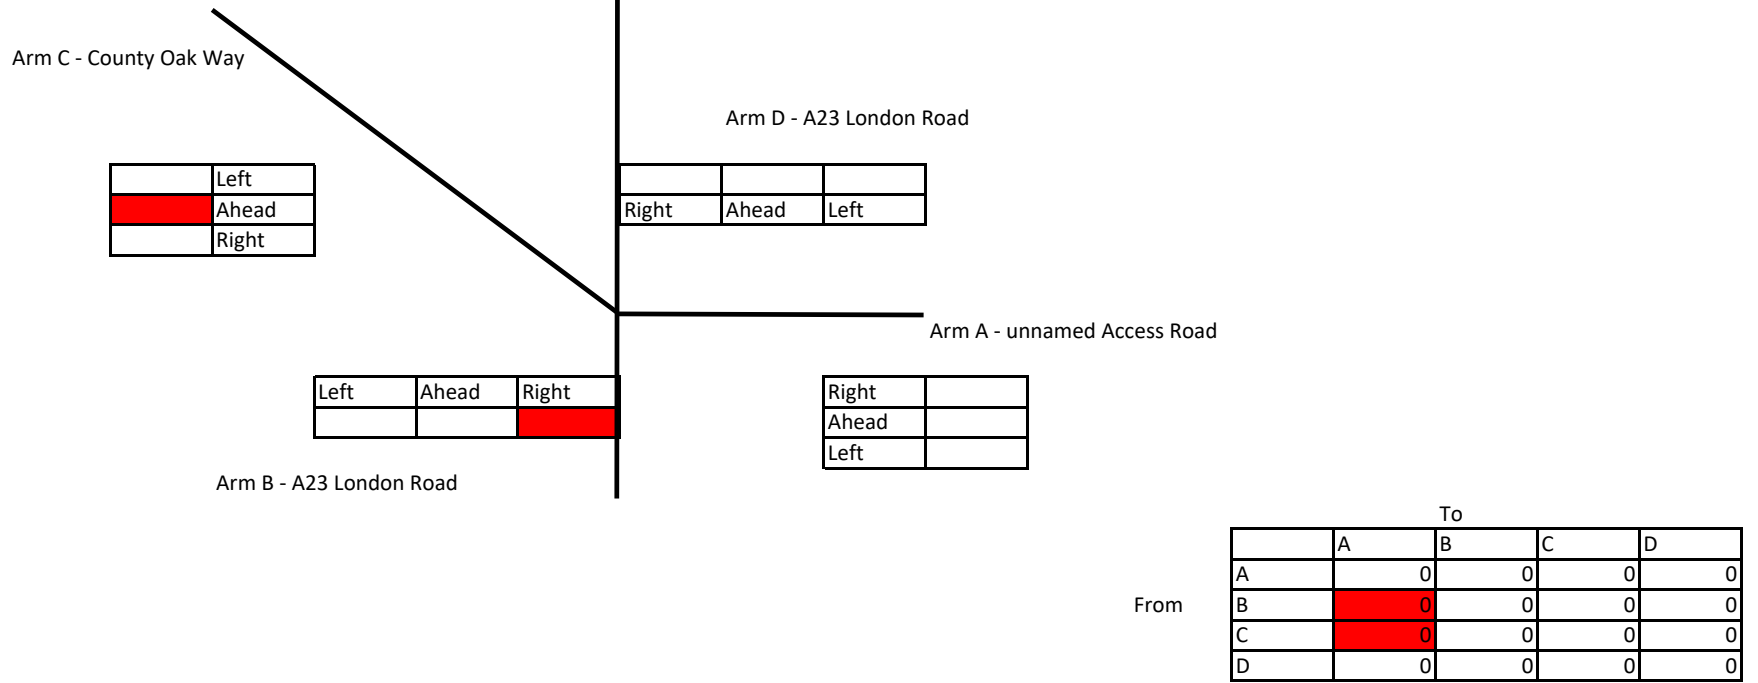 Arm C - County Oak Way
Arm D - A23 London Road
Left
Ahead
Right
Right Ahead Left
Arm A - unnamed Access Road
Left Ahead Right
Right
Ahead
Left
Arm B - A23 London Road
To
A B C D
A 0 0 0 0
From
B 0 0 0 0
C 0 0 0 0
D 0 0 0 0